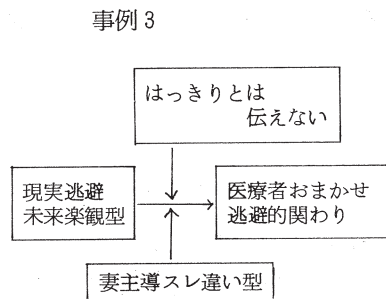 事例3
はっきりとは
伝えない
現実逃避
未来楽観型
医療者おまかせ
逃避的関わり
妻主導スレ違い型